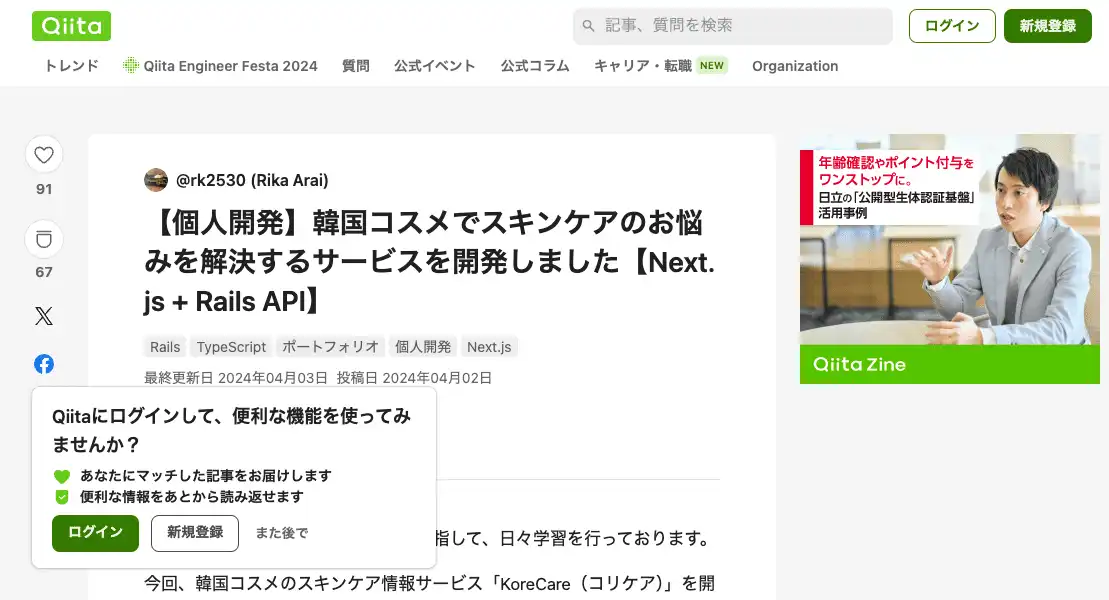 Qiita
記事、質問を検索
ログイン
新規登録
トレンド
Qiita Engineer Festa 2024
質問
公式イベント
公式コラム
キャリア・転職 NEW
Organization
91
67
@rk2530 (Rika Arai)
【個人開発】韓国コスメでスキンケアのお悩
みを解決するサービスを開発しました【Next.
js + Rails API】
Rails TypeScript ポートフォリオ 個人開発 Next.js
最終更新日 2024年04月03日 投稿日 2024年04月02日
Qiitaにログインして、便利な機能を使ってみ
ませんか？
あなたにマッチした記事をお届けします
便利な情報をあとから読み返せます
ログイン
新規登録
また後で
指して、日々学習を行っております。
今回、韓国コスメのスキンケア情報サービス「KoreCare（コリケア）」を開
年齢確認やポイント付与を
ワンストップに。
日立の「公開型生体認証基盤」
活用事例
Qiita Zine